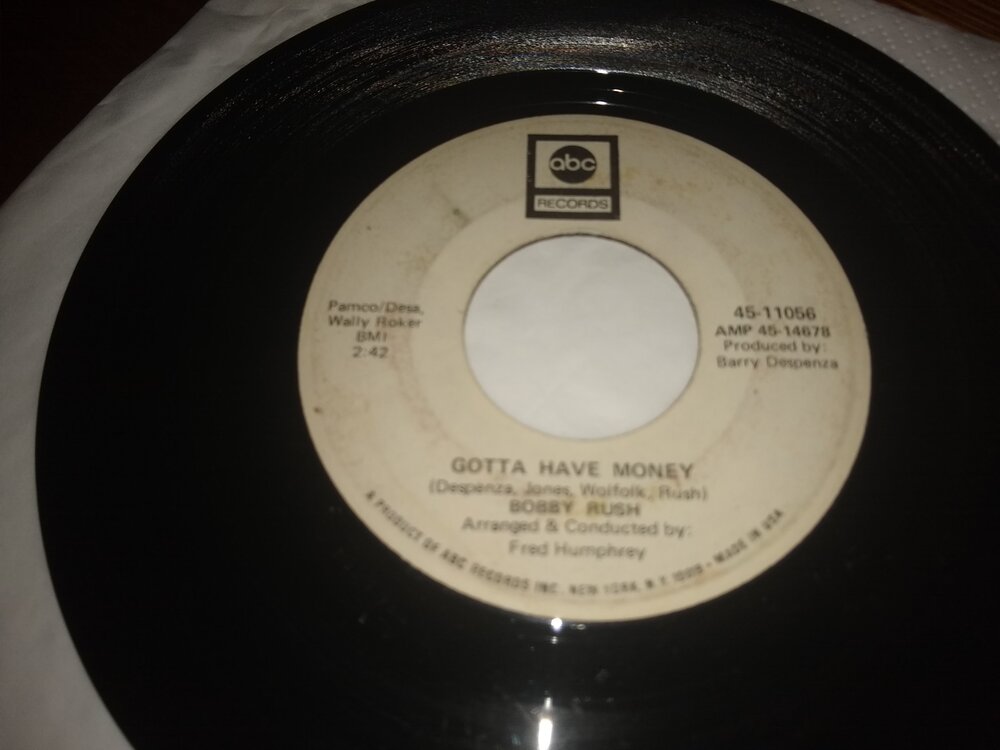 abc
RECORDS
Pamco/Desa,
Wally Roker
BMI
2:42
45-11056
AMP 45-14678
Produced by:
Barry Despenza
GOTTA HAVE MONEY
(Despenza, Jones, Wolfolk, Rush)
BOBBY RUSH
Arranged & Conducted by:
Fred Humphrey
A PRODUCT OF ABC RECORDS INC. NEW YORK, N.Y. 10019 • MADE IN USA